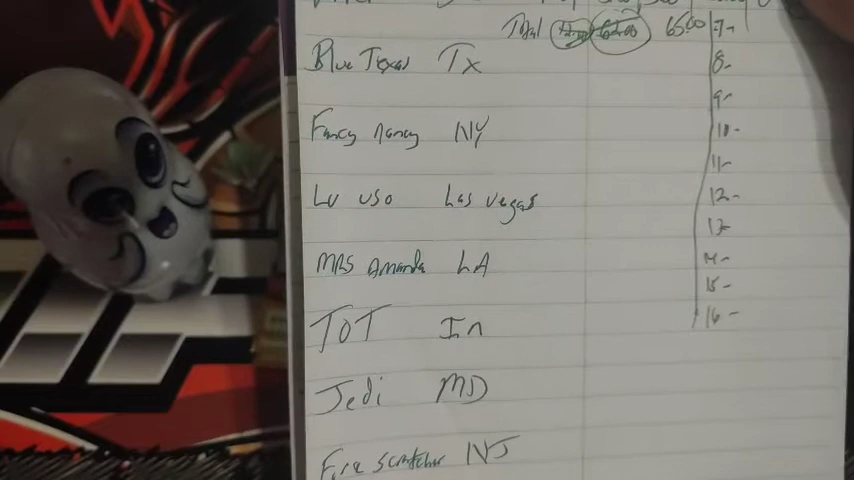 Total 6500 7-
Blue Texas Tx 8-
9-
Fancy nancy NY 10-
11-
LV USO Las Vegas 12-
13-
MRS Amanda LA 14-
15-
TOT In 16-
Jedi MD
Fire scratcher NJ